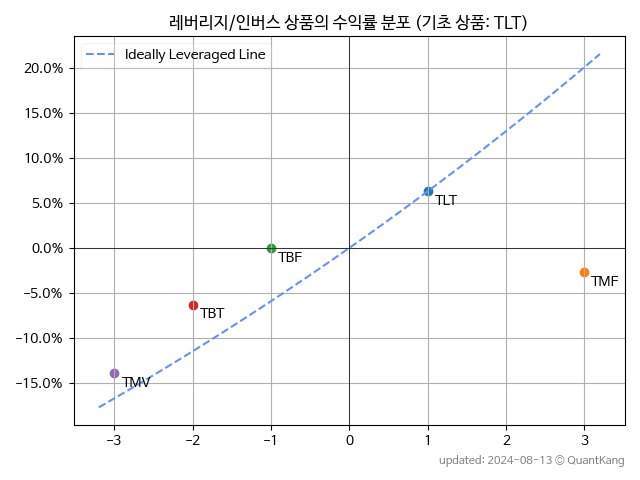 레버리지/인버스 상품의 수익률 분포 (기초 상품: TLT)
Ideally Leveraged Line
20.0%
15.0%
10.0%
5.0%
0.0%
−5.0%
−10.0%
−15.0%
TLT
TBF
TMF
TBT
TMV
−3 −2 −1 0 1 2 3
updated: 2024-08-13 © QuantKang